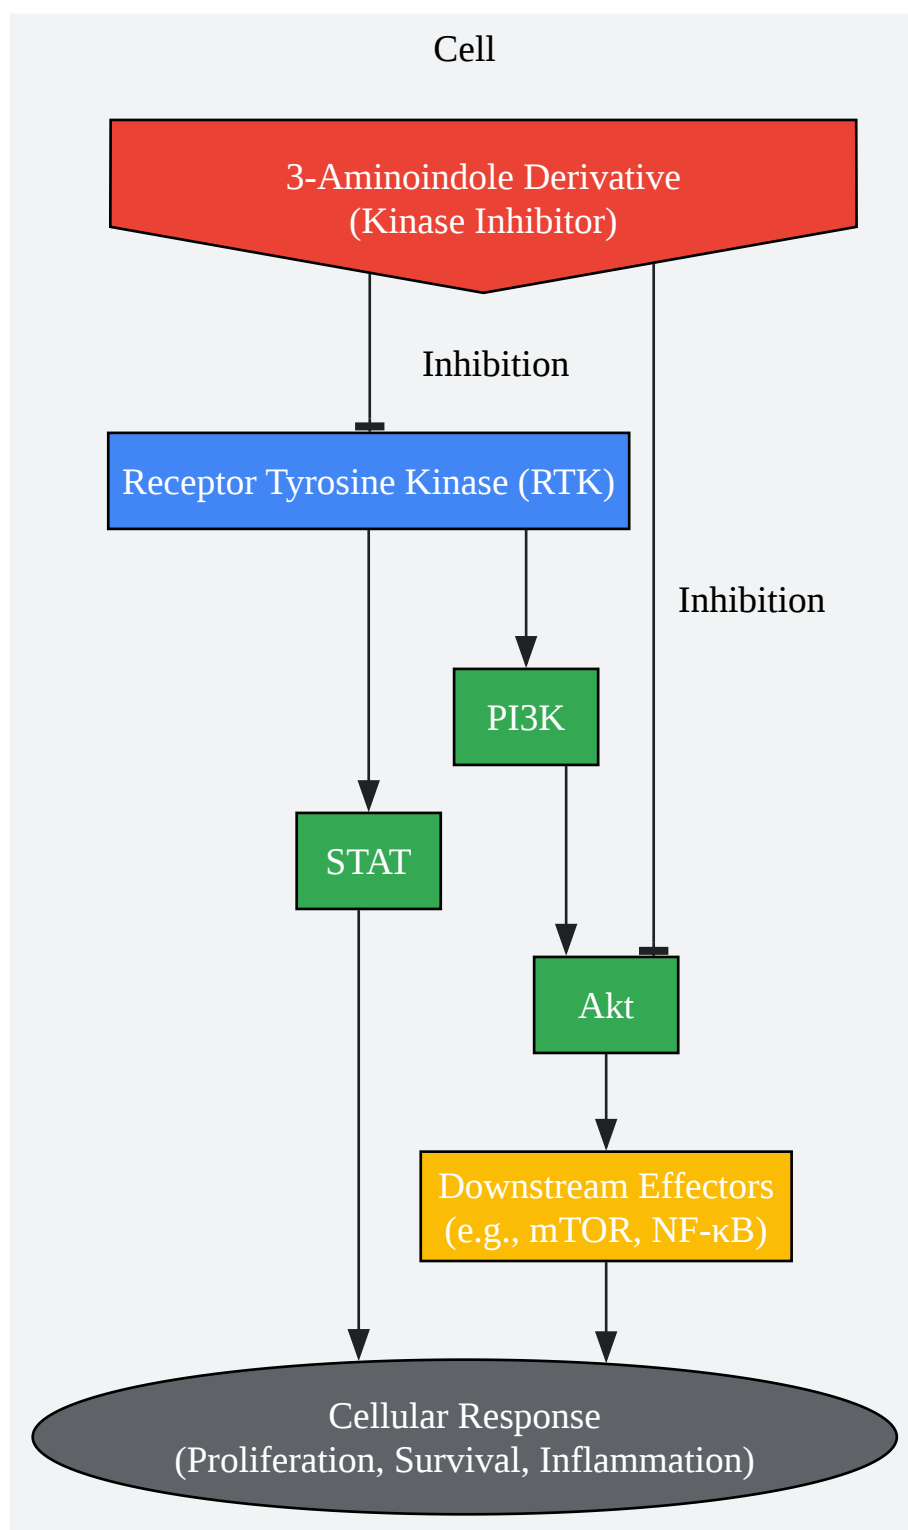 Cell
3-Aminoindole Derivative
(Kinase Inhibitor)
Inhibition
Receptor Tyrosine Kinase (RTK)
Inhibition
PI3K
STAT
Akt
Downstream Effectors
(e.g., mTOR, NF-κB)
Cellular Response
(Proliferation, Survival, Inflammation)